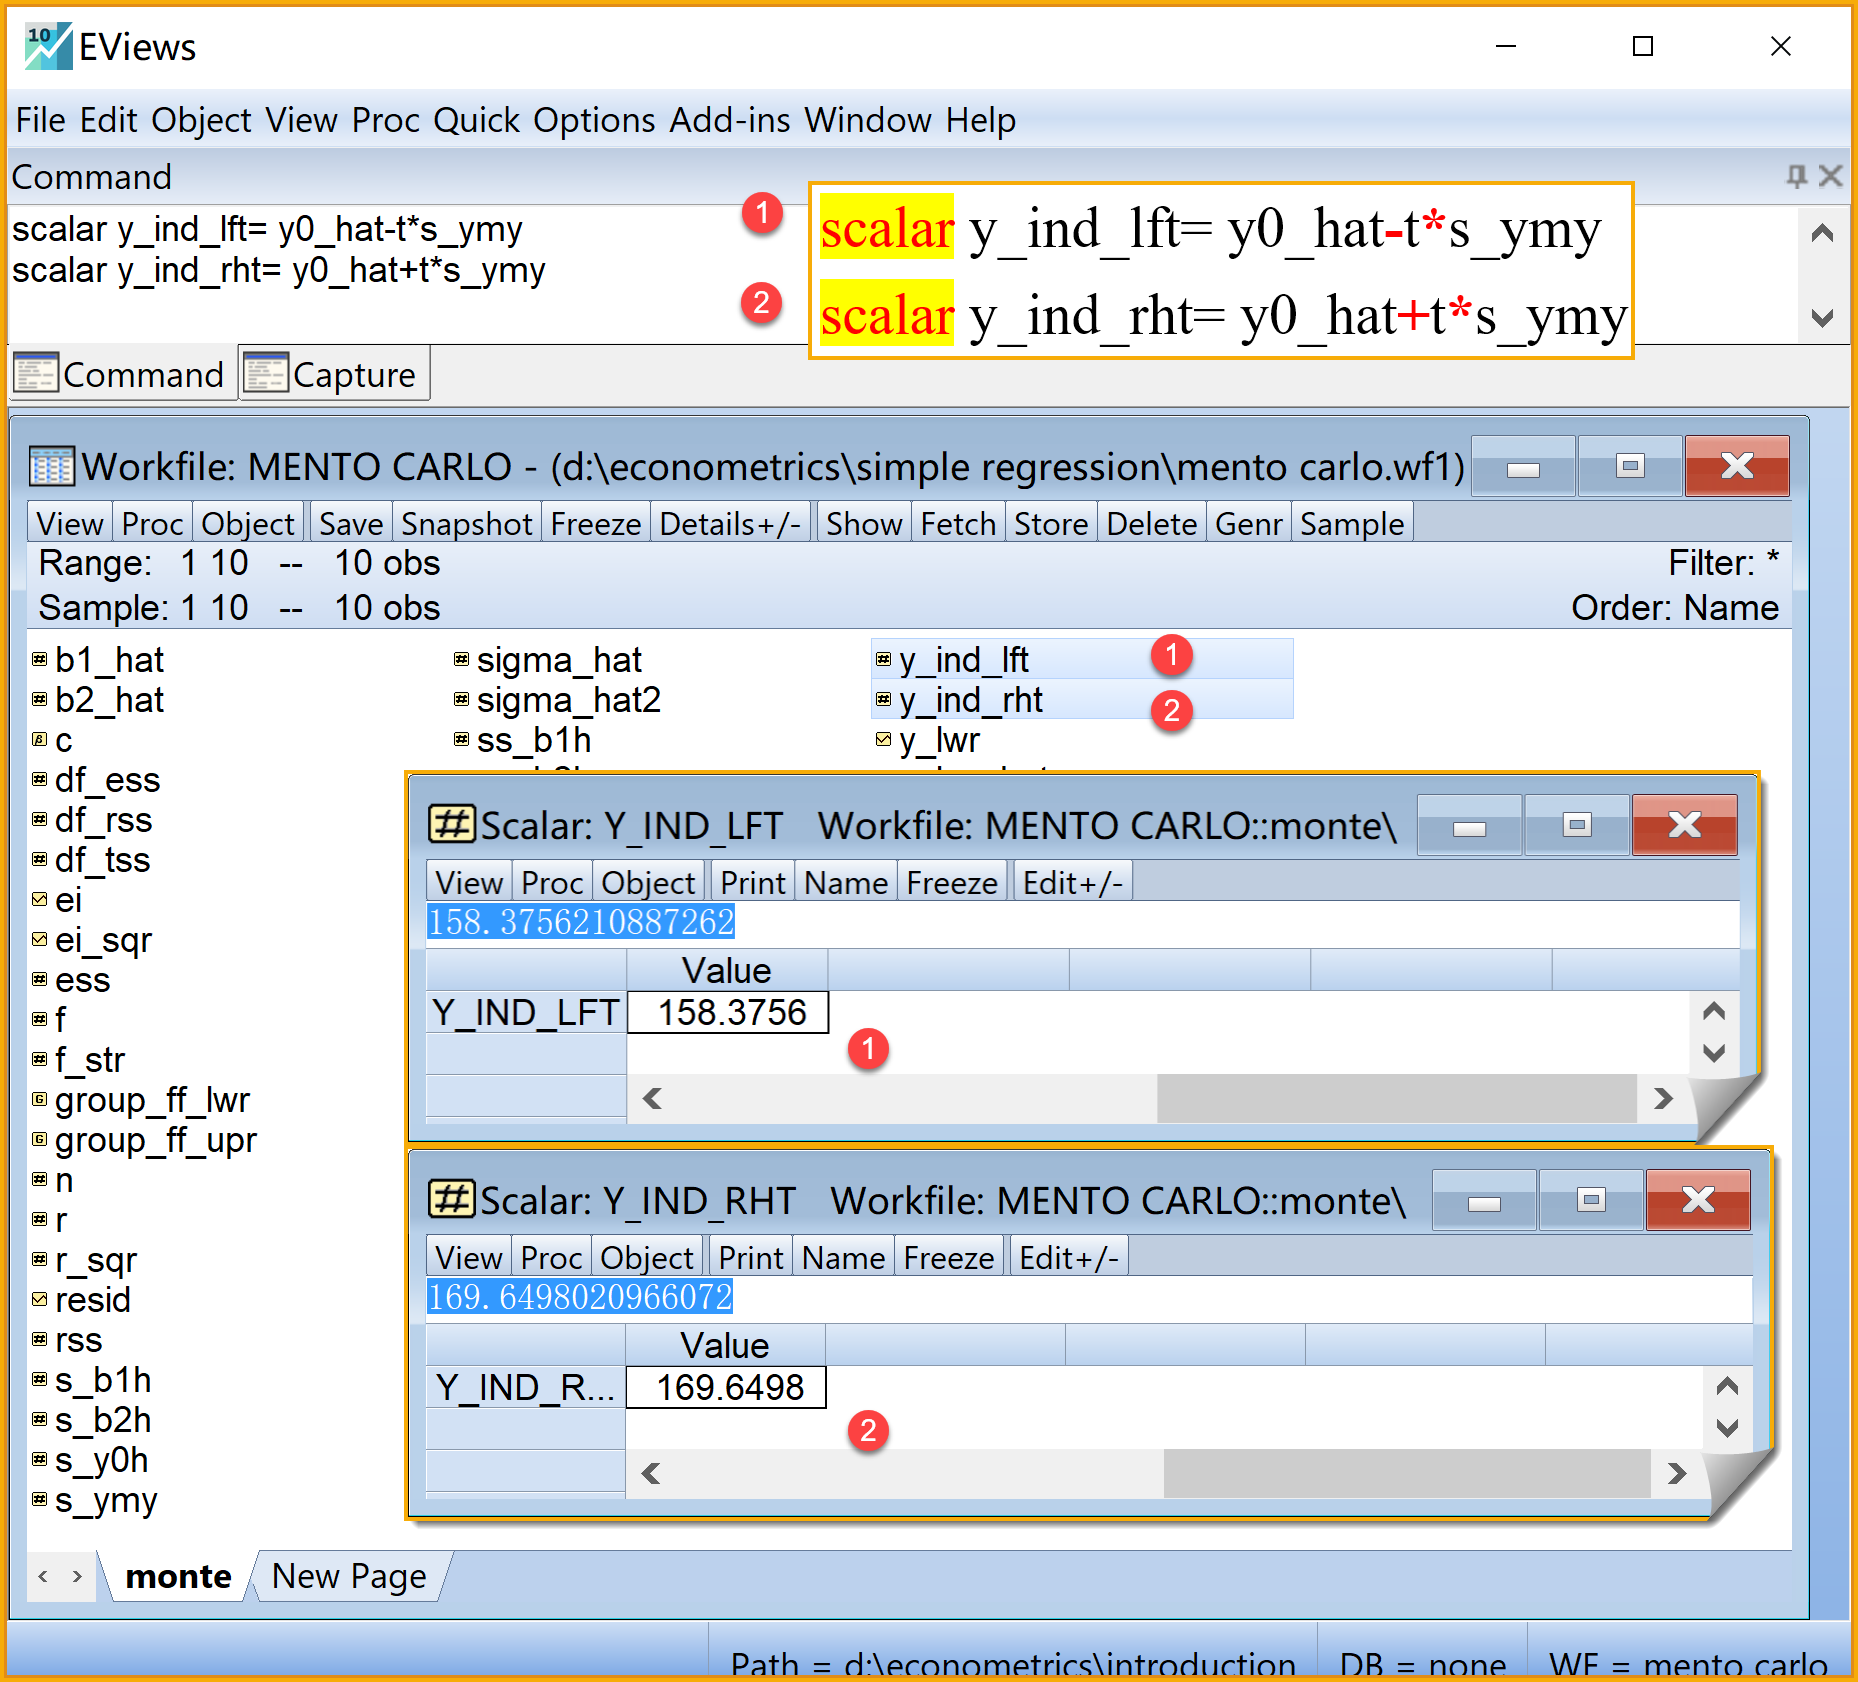 10 EViews
File Edit Object View Proc Quick Options Add-ins Window Help
Command
scalar y_ind_lft= y0_hat-t*s_ymy
scalar y_ind_rht= y0_hat+t*s_ymy
1 scalar y_ind_lft= y0_hat-t*s_ymy
2 scalar y_ind_rht= y0_hat+t*s_ymy
Command Capture
Workfile: MENTO CARLO - (d:\econometrics\simple regression\mento carlo.wf1)
View Proc Object Save Snapshot Freeze Details+/- Show Fetch Store Delete Genr Sample
Range: 1 10 -- 10 obs Filter: *
Sample: 1 10 -- 10 obs Order: Name
b1_hat
b2_hat
c
df_ess
df_rss
df_tss
ei
ei_sqr
ess
f
f_str
group_ff_lwr
group_ff_upr
n
r
r_sqr
resid
rss
s_b1h
s_b2h
s_y0h
s_ymy
sigma_hat
sigma_hat2
ss_b1h
y_ind_lft 1
y_ind_rht 2
y_lwr
Scalar: Y_IND_LFT Workfile: MENTO CARLO::monte\
View Proc Object Print Name Freeze Edit+/-
158.3756210887262
Value
Y_IND_LFT 158.3756
1
Scalar: Y_IND_RHT Workfile: MENTO CARLO::monte\
View Proc Object Print Name Freeze Edit+/-
169.6498020966072
Value
Y_IND_R... 169.6498
2
monte New Page
Path = d:\econometrics\introduction DB = none WF = mento carlo